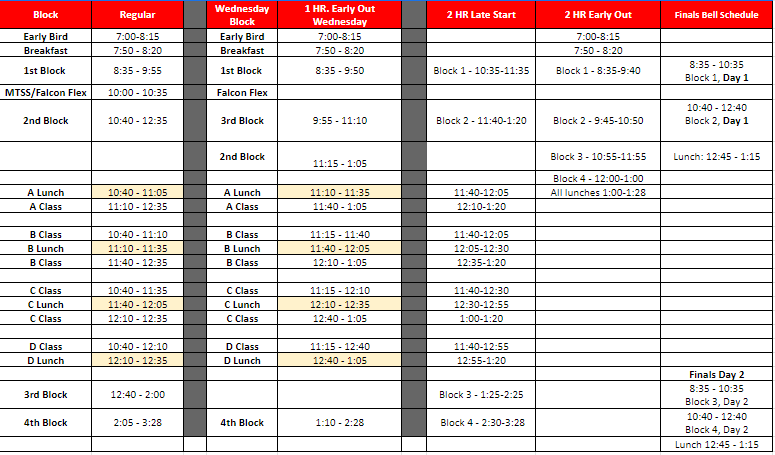 Block Regular Wednesday Block 1 HR. Early Out Wednesday 2 HR Late Start 2 HR Early Out Finals Bell Schedule
Early Bird 7:00-8:15 Early Bird 7:00-8:15 7:00-8:15
Breakfast 7:50 - 8:20 Breakfast 7:50 - 8:20 7:50 - 8:20
1st Block 8:35 - 9:55 1st Block 8:35 - 9:50 Block 1 - 10:35-11:35 Block 1 - 8:35-9:40 8:35 - 10:35 Block 1, Day 1
MTSS/Falcon Flex 10:00 - 10:35 Falcon Flex
2nd Block 10:40 - 12:35 3rd Block 9:55 - 11:10 Block 2 - 11:40-1:20 Block 2 - 9:45-10:50 10:40 - 12:40 Block 2, Day 1
2nd Block 11:15 - 1:05 Block 3 - 10:55-11:55 Lunch: 12:45 - 1:15
Block 4 - 12:00-1:00
A Lunch 10:40 - 11:05 A Lunch 11:10 - 11:35 11:40-12:05 All lunches 1:00-1:28
A Class 11:10 - 12:35 A Class 11:40 - 1:05 12:10-1:20
B Class 10:40 - 11:10 B Class 11:15 - 11:40 11:40-12:05
B Lunch 11:10 - 11:35 B Lunch 11:40 - 12:05 12:05-12:30
B Class 11:40 - 12:35 B Class 12:10 - 1:05 12:35-1:20
C Class 10:40 - 11:35 C Class 11:15 - 12:10 11:40-12:30
C Lunch 11:40 - 12:05 C Lunch 12:10 - 12:35 12:30-12:55
C Class 12:10 - 12:35 C Class 12:40 - 1:05 1:00-1:20
D Class 10:40 - 12:10 D Class 11:15 - 12:40 11:40-12:55
D Lunch 12:10 - 12:35 D Lunch 12:40 - 1:05 12:55-1:20
Finals Day 2
3rd Block 12:40 - 2:00 Block 3 - 1:25-2:25 8:35 - 10:35 Block 3, Day 2
4th Block 2:05 - 3:28 4th Block 1:10 - 2:28 Block 4 - 2:30-3:28 10:40 - 12:40 Block 4, Day 2
Lunch 12:45 - 1:15